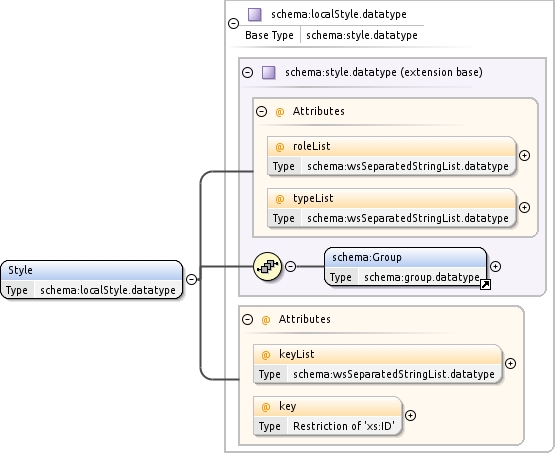 schema:localStyle.datatype
Base Type schema:style.datatype
schema:style.datatype (extension base)
@ Attributes
@ roleList
Type schema:wsSeparatedStringList.datatype
@ typeList
Type schema:wsSeparatedStringList.datatype
schema:Group
Type schema:group.datatype
Style
Type schema:localStyle.datatype
@ Attributes
@ keyList
Type schema:wsSeparatedStringList.datatype
@ key
Type Restriction of 'xs:ID'